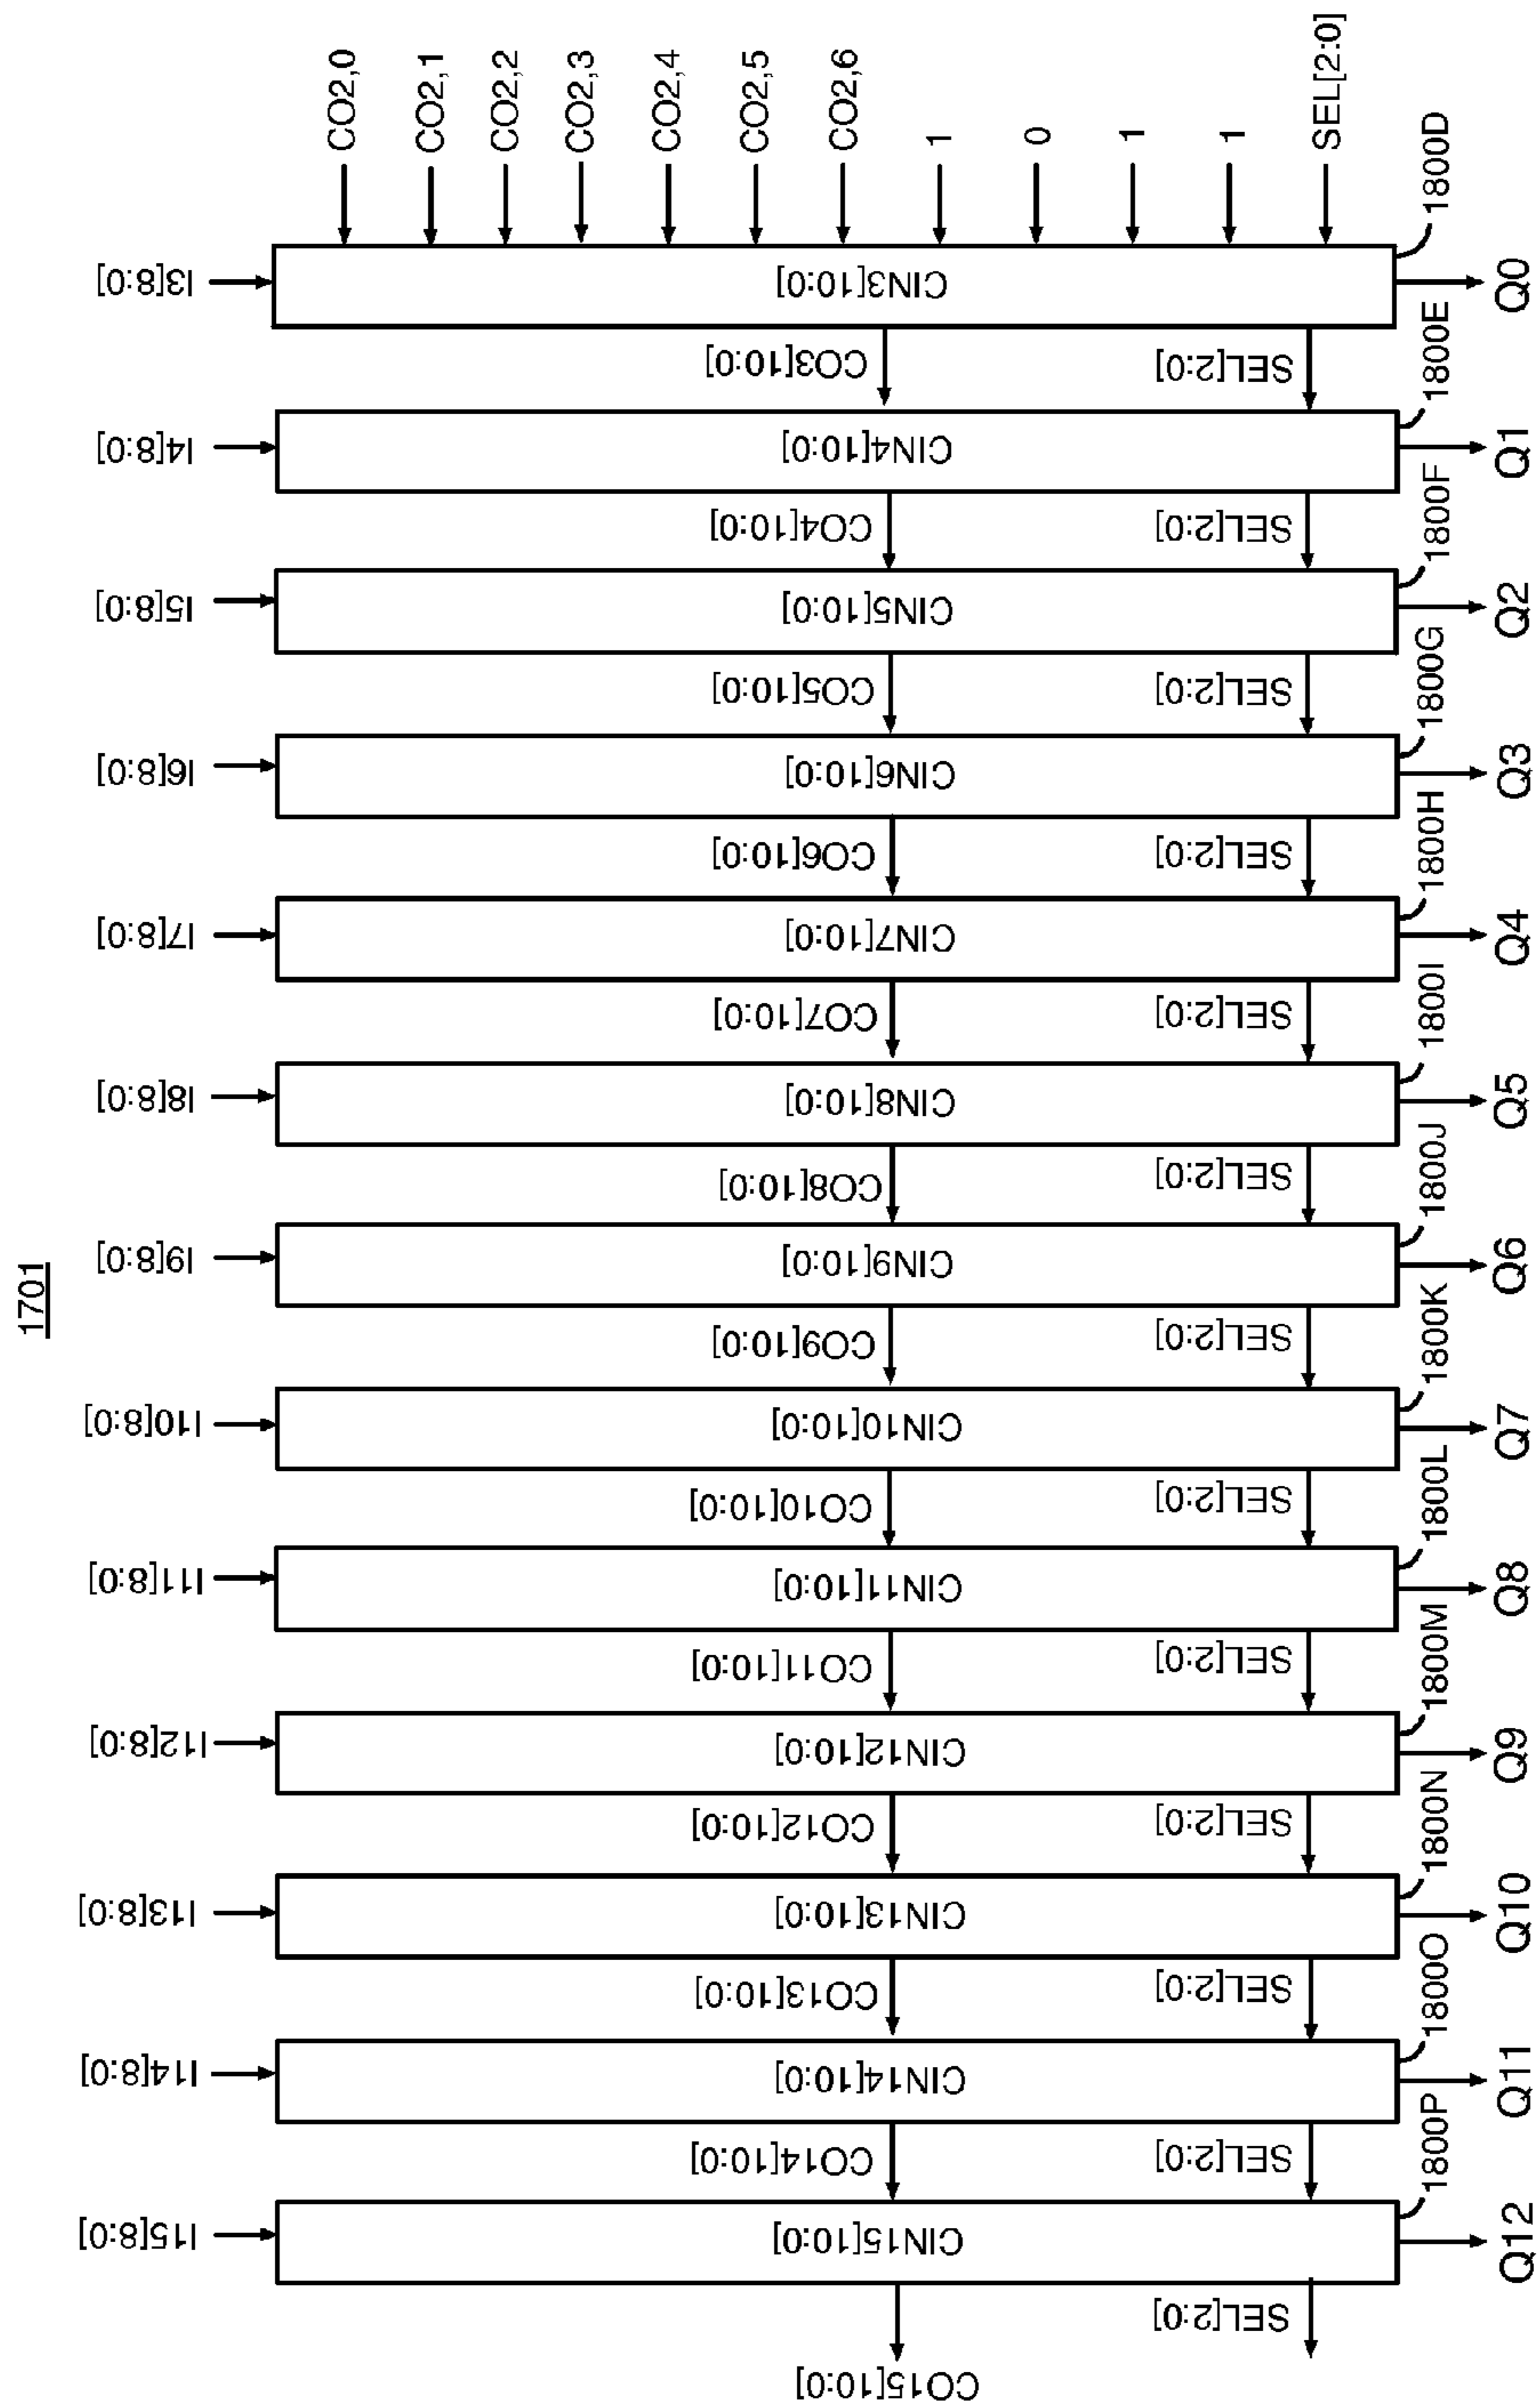 1701
CO2,0
CO2,1
CO2,2
CO2,3
CO2,4
CO2,5
CO2,6
1
0
1
1
SEL[2:0]
I3[8:0]
CIN3[10:0]
1800D
Q0
CO3[10:0]
SEL[2:0]
I4[8:0]
CIN4[10:0]
1800E
Q1
CO4[10:0]
SEL[2:0]
I5[8:0]
CIN5[10:0]
1800F
Q2
CO5[10:0]
SEL[2:0]
I6[8:0]
CIN6[10:0]
1800G
Q3
CO6[10:0]
SEL[2:0]
I7[8:0]
CIN7[10:0]
1800H
Q4
CO7[10:0]
SEL[2:0]
I8[8:0]
CIN8[10:0]
1800I
Q5
CO8[10:0]
SEL[2:0]
I9[8:0]
CIN9[10:0]
1800J
Q6
CO9[10:0]
SEL[2:0]
I10[8:0]
CIN10[10:0]
1800K
Q7
CO10[10:0]
SEL[2:0]
I11[8:0]
CIN11[10:0]
1800L
Q8
CO11[10:0]
SEL[2:0]
I12[8:0]
CIN12[10:0]
1800M
Q9
CO12[10:0]
SEL[2:0]
I13[8:0]
CIN13[10:0]
1800N
Q10
CO13[10:0]
SEL[2:0]
I14[8:0]
CIN14[10:0]
1800O
Q11
CO14[10:0]
SEL[2:0]
I15[8:0]
CIN15[10:0]
1800P
Q12
CO15[10:0]
SEL[2:0]